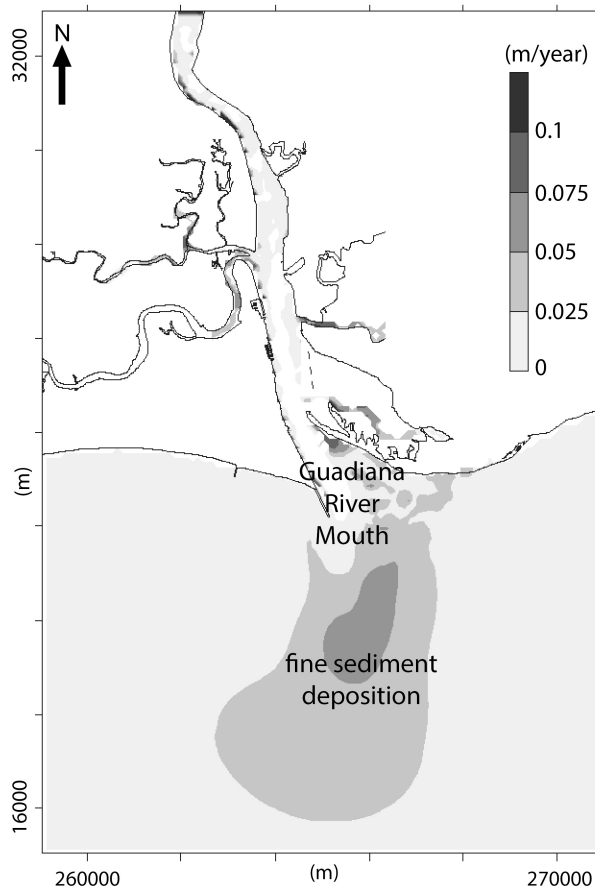 N
(m/year)
0.1
0.075
0.05
0.025
0
32000
(m)
16000
Guadiana
River
Mouth
fine sediment
deposition
260000
(m)
270000